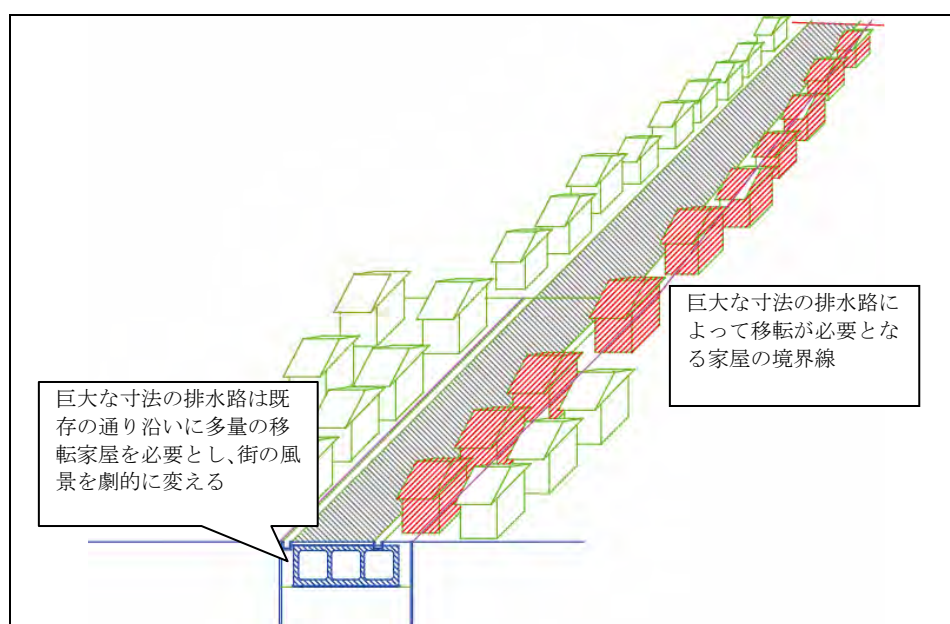 巨大な寸法の排水路に
よって移転が必要とな
る家屋の境界線
巨大な寸法の排水路は既
存の通り沿いに多量の移
転家屋を必要とし、街の風
景を劇的に変える